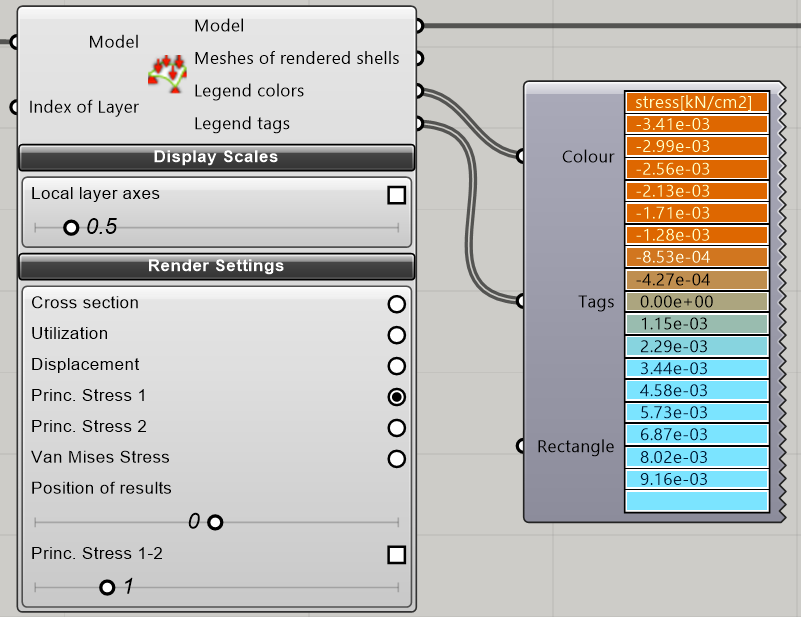 Model
Index of Layer
Model
Meshes of rendered shells
Legend colors
Legend tags
Display Scales
Local layer axes
0.5
Render Settings
Cross section
Utilization
Displacement
Princ. Stress 1
Princ. Stress 2
Van Mises Stress
Position of results
0
Princ. Stress 1-2
1
Colour
Tags
Rectangle
stress[kN/cm2]
-3.41e-03
-2.99e-03
-2.56e-03
-2.13e-03
-1.71e-03
-1.28e-03
-8.53e-04
-4.27e-04
0.00e+00
1.15e-03
2.29e-03
3.44e-03
4.58e-03
5.73e-03
6.87e-03
8.02e-03
9.16e-03